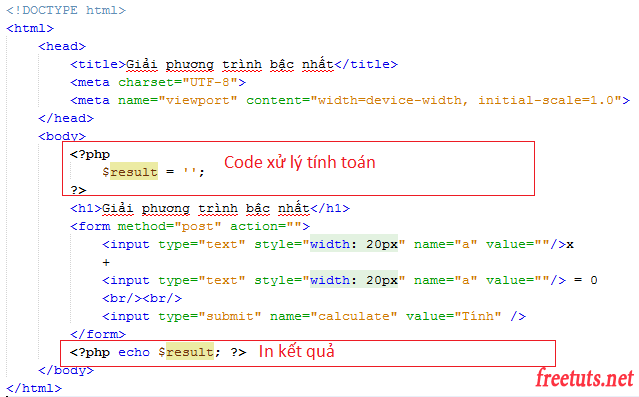 <!DOCTYPE html>
<html>
<head>
<title>Giải phương trình bậc nhất</title>
<meta charset="UTF-8">
<meta name="viewport" content="width=device-width, initial-scale=1.0">
</head>
<body>
<?php
Code xử lý tính toán
$result = '';
?>
<h1>Giải phương trình bậc nhất</h1>
<form method="post" action="">
<input type="text" style="width: 20px" name="a" value=""/>x
+
<input type="text" style="width: 20px" name="a" value=""/> = 0
<br/><br/>
<input type="submit" name="calculate" value="Tính" />
</form>
<?php echo $result; ?> In kết quả
</body>
</html>
freetuts.net